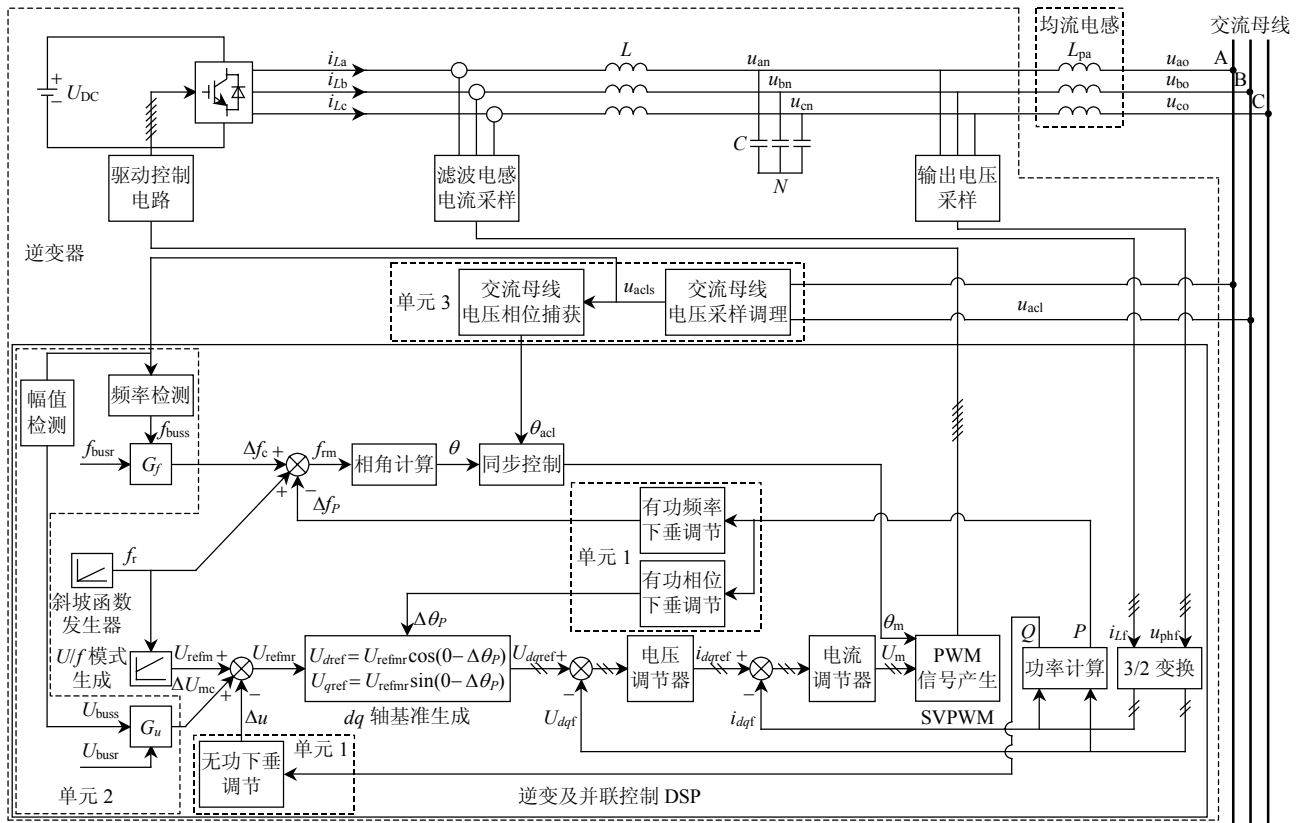 均流电感
交流母线
i_La
i_Lb
i_Lc
L
u_an
u_bn
u_cn
L_pa
u_ao
u_bo
u_co
A
B
C
+
−
U_DC
C
N
驱动控制
电路
滤波电感
电流采样
输出电压
采样
逆变器
单元 3
交流母线
电压相位捕获
u_acls
交流母线
电压采样调理
u_acl
幅值
检测
频率检测
f_buss
f_busr
G_f
Δf_c
+
+
−
f_rm
Δf_P
相角计算
θ
θ_acl
同步控制
有功频率
下垂调节
单元 1
有功相位
下垂调节
f_r
斜坡函数
发生器
Δθ_P
U/f 模式
生成
U_refm
+
ΔU_mc
+
−
U_refmr
U_dref=U_refmrcos(0−Δθ_P)
U_qref=U_refmrsin(0−Δθ_P)
dq 轴基准生成
U_dqref
+
−
U_dqf
电压
调节器
i_dqref
+
−
i_dqf
电流
调节器
θ_m
U_m
PWM
信号产生
SVPWM
Q
P
功率计算
i_Lf
u_phf
3/2 变换
U_buss
U_busr
G_u
Δu
单元 2
无功下垂
调节
单元 1
逆变及并联控制 DSP